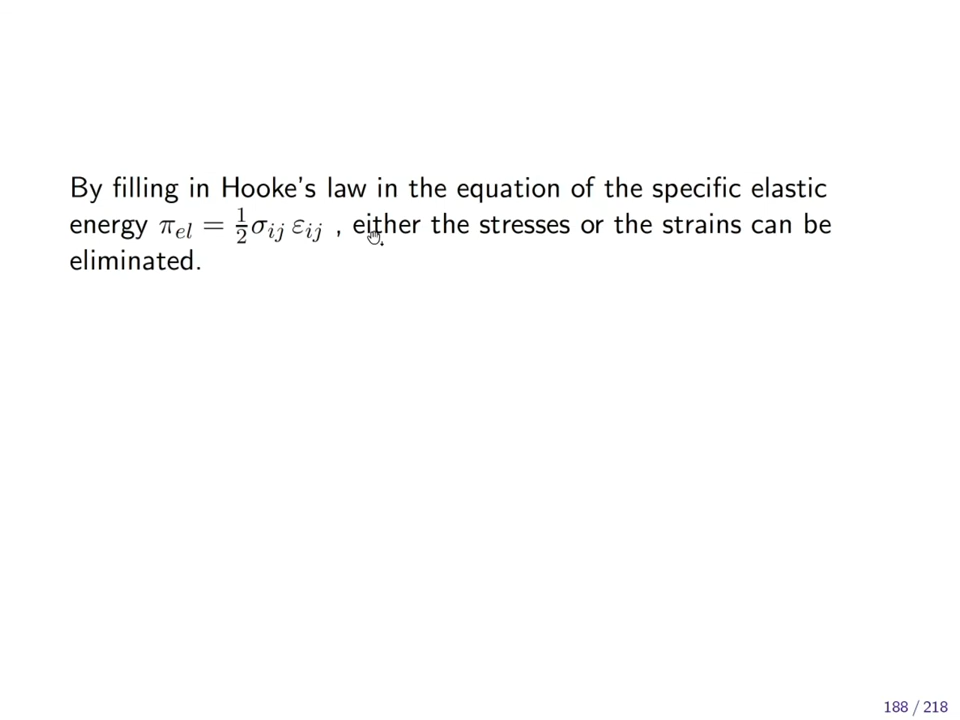 By filling in Hooke's law in the equation of the specific elastic
energy π_el = ½σ_ij ε_ij , either the stresses or the strains can be
eliminated.
188 / 218